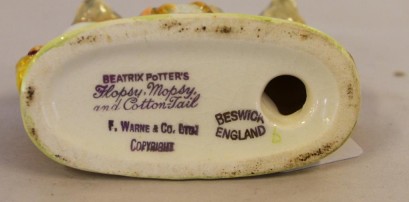 BEATRIX POTTER'S
Flopsy, Mopsy,
and Cotton Tail
F. WARNE & CO. LTD
COPYRIGHT
BESWICK
ENGLAND